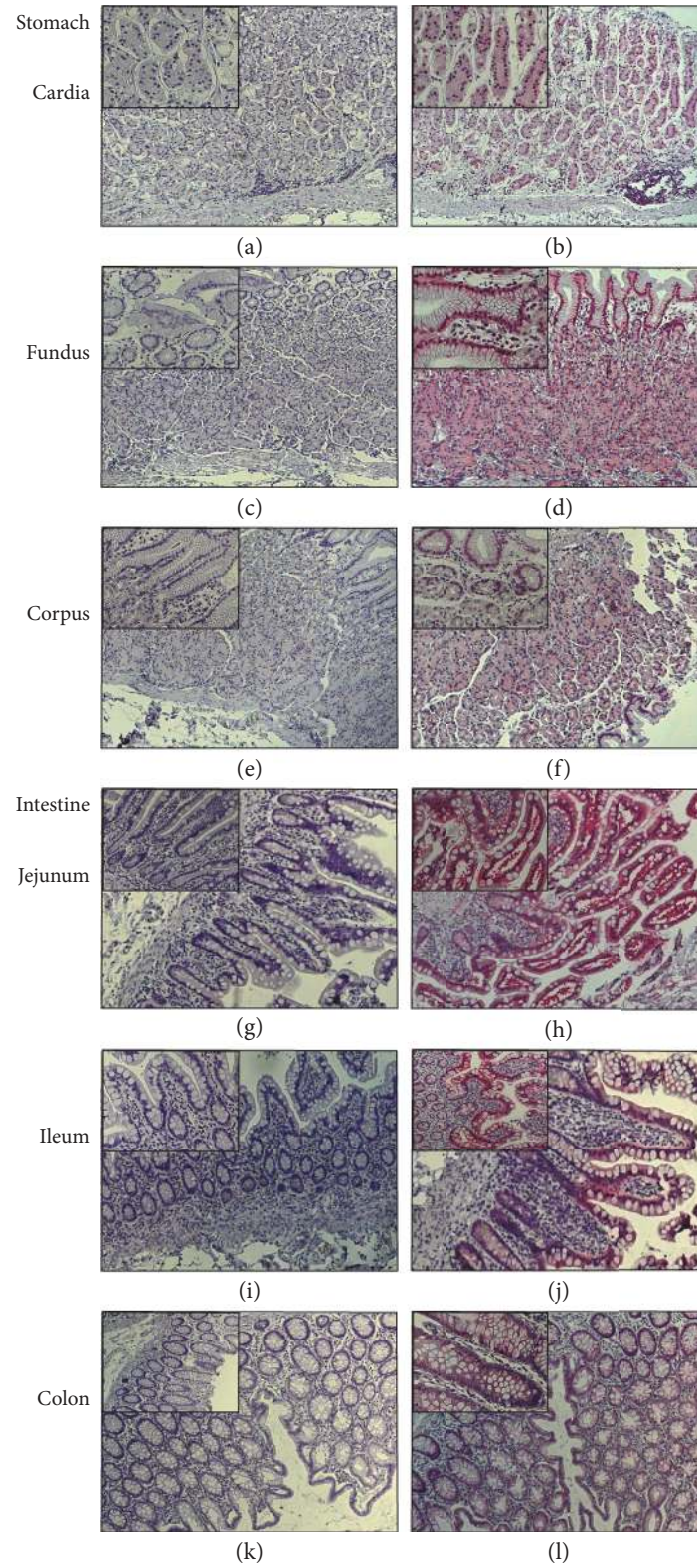 Stomach
Cardia
(a) (b)
Fundus
(c) (d)
Corpus
(e) (f)
Intestine
Jejunum
(g) (h)
Ileum
(i) (j)
Colon
(k) (l)